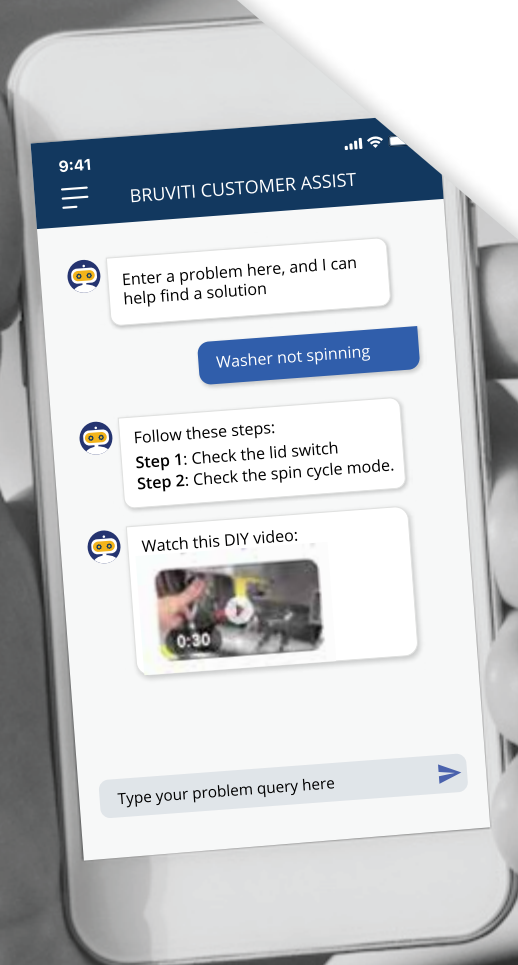 9:41
BRUVITI CUSTOMER ASSIST
Enter a problem here, and I can
help find a solution
Washer not spinning
Follow these steps:
Step 1: Check the lid switch
Step 2: Check the spin cycle mode.
Watch this DIY video:
0:30
Type your problem query here